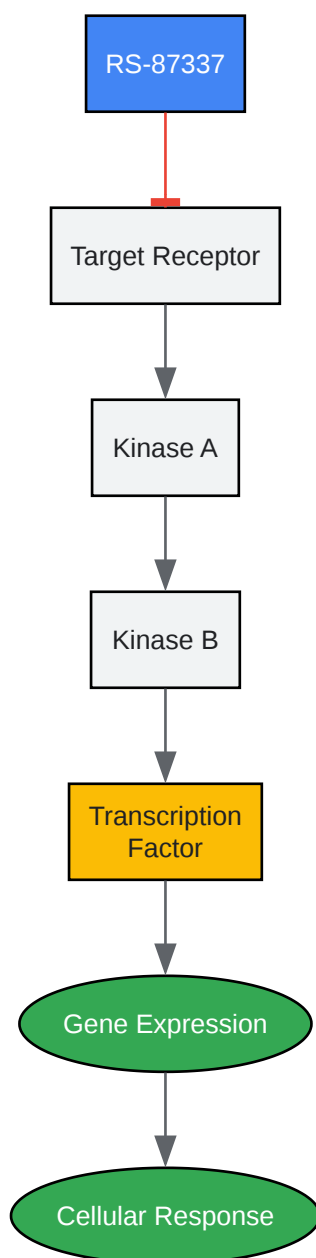 RS-87337
Target Receptor
Kinase A
Kinase B
Transcription
Factor
Gene Expression
Cellular Response